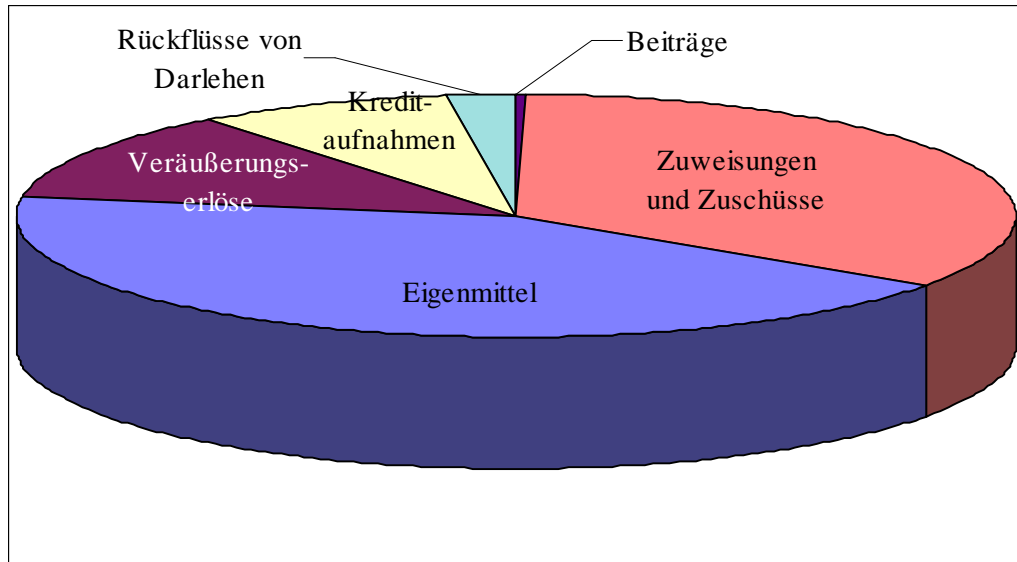 Rückflüsse von
Darlehen
Beiträge
Kredit-
aufnahmen
Zuweisungen
und Zuschüsse
Veräußerungs-
erlöse
Eigenmittel